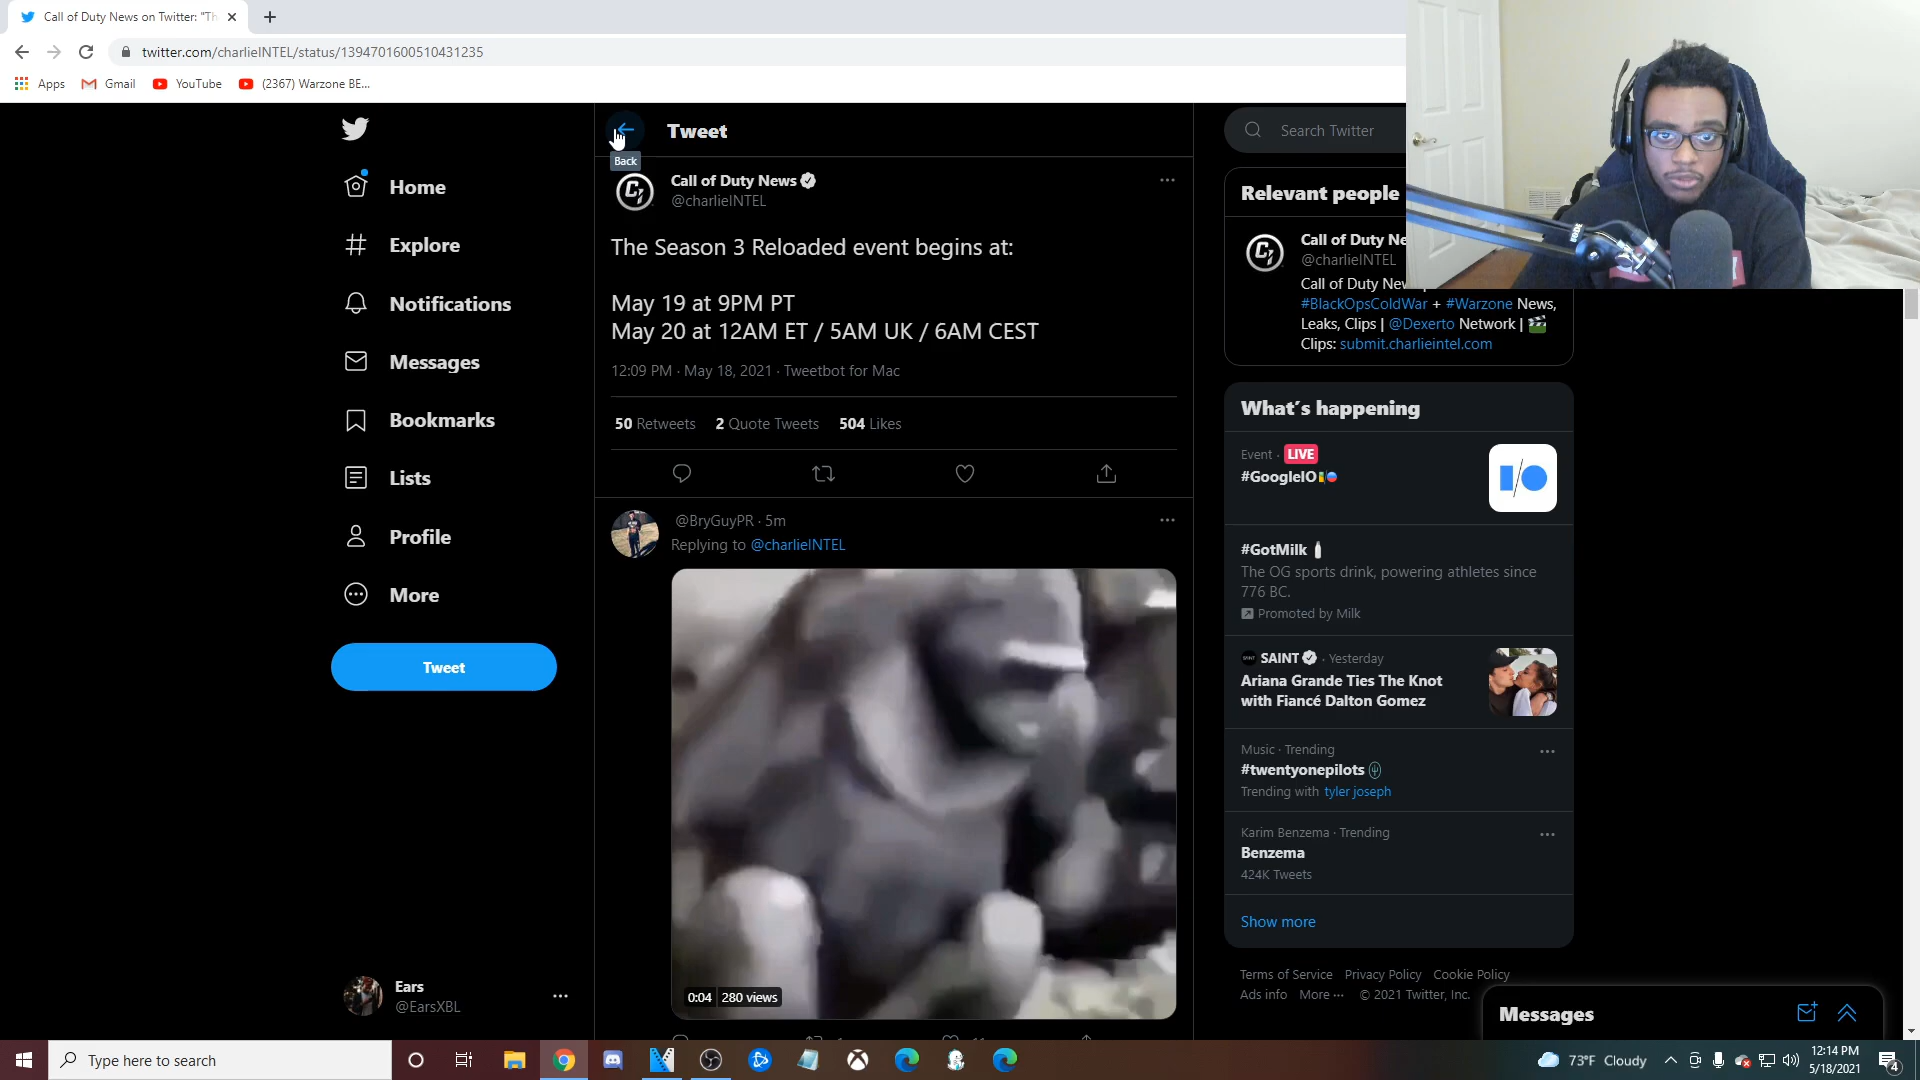 Call of Duty News on Twitter: "Th
twitter.com/charlieINTEL/status/1394701600510431235
Apps
Gmail
YouTube
(2367) Warzone BE...
Home
Explore
Notifications
Messages
Bookmarks
Lists
Profile
More
Tweet
Ears
@EarsXBL
Tweet
Back
Call of Duty News
@charlieINTEL
The Season 3 Reloaded event begins at:
May 19 at 9PM PT
May 20 at 12AM ET / 5AM UK / 6AM CEST
12:09 PM · May 18, 2021 · Tweetbot for Mac
50 Retweets 2 Quote Tweets 504 Likes
@BryGuyPR · 5m
Replying to @charlieINTEL
0:04 280 views
Search Twitter
Relevant people
Call of Duty Ne
@charlieINTEL
Call of Duty New
#BlackOpsColdWar + #Warzone News,
Leaks, Clips | @Dexerto Network |
Clips: submit.charlieintel.com
What's happening
Event · LIVE
#GoogleIO
I/O
#GotMilk
The OG sports drink, powering athletes since
776 BC.
Promoted by Milk
SAINT · Yesterday
Ariana Grande Ties The Knot
with Fiancé Dalton Gomez
Music · Trending
#twentyonepilots
Trending with tyler joseph
Karim Benzema · Trending
Benzema
424K Tweets
Show more
Terms of Service Privacy Policy Cookie Policy
Ads info More ··· © 2021 Twitter, Inc.
Messages
RODE
Type here to search
73°F Cloudy
12:14 PM
5/18/2021
4